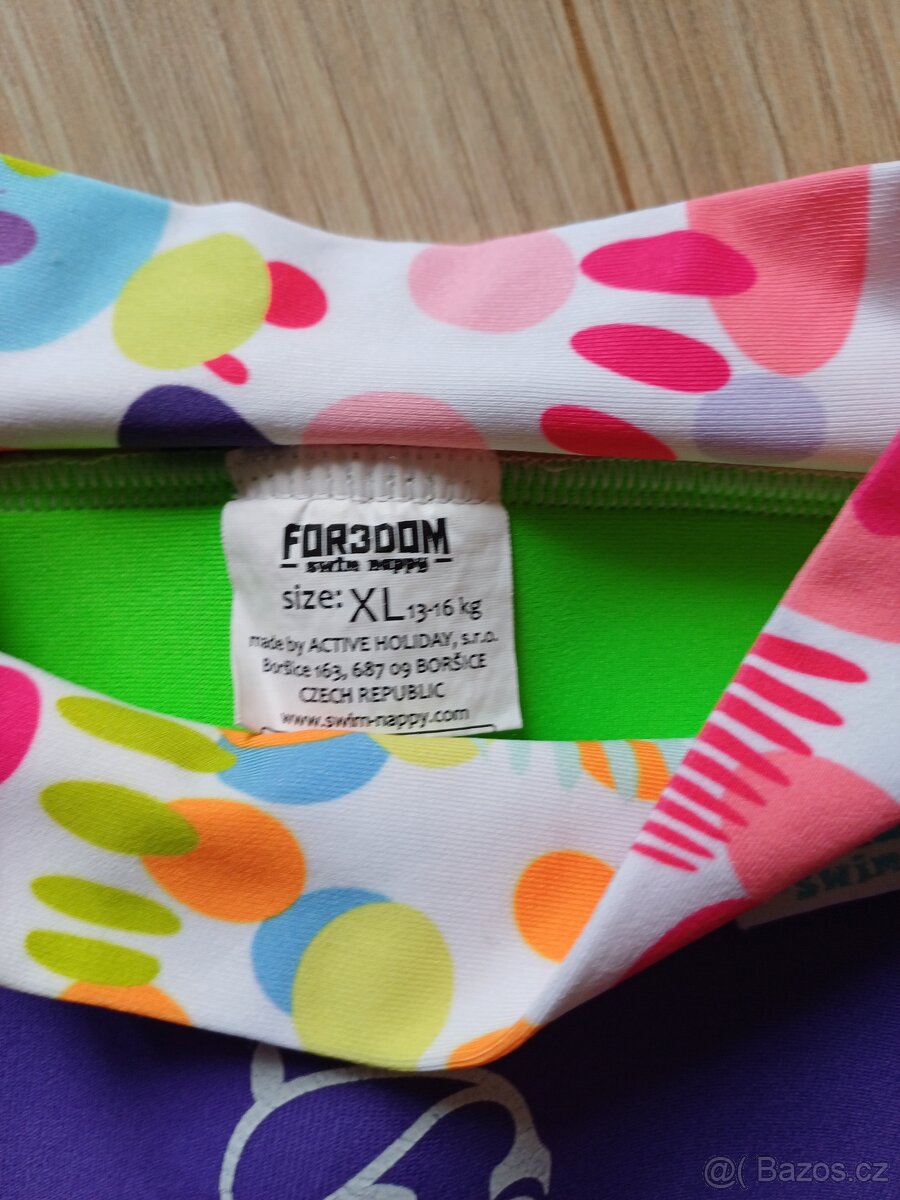 FOR3DOM
swim nappy
size: XL 13-16 kg
made by ACTIVE HOLIDAY, s.r.o.
Boršice 163, 687 09 BORŠICE
CZECH REPUBLIC
www.swim-nappy.com
swim
@( Bazos.cz